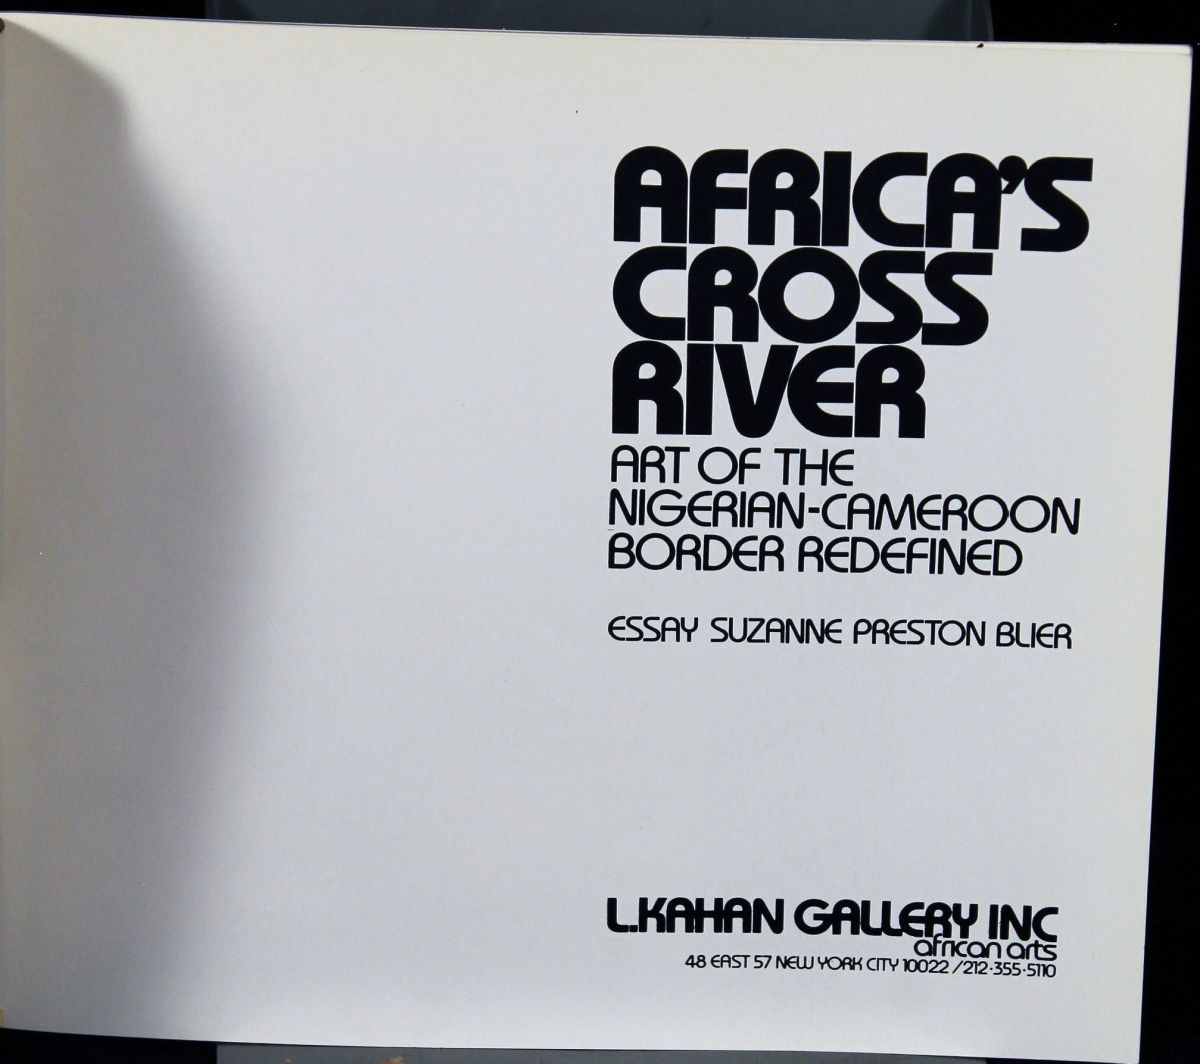 AFRICA'S
CROSS
RIVER
ART OF THE
NIGERIAN-CAMEROON
BORDER REDEFINED
ESSAY SUZANNE PRESTON BLIER
L.KAHAN GALLERY INC
african arts
48 EAST 57 NEW YORK CITY 10022 / 212·355·5110